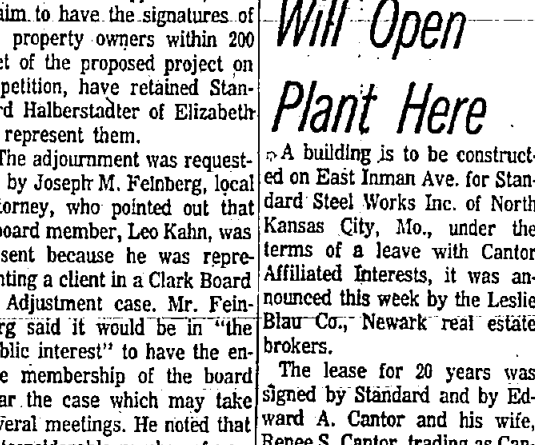 aim to have the signatures of
property owners within 200
et of the proposed project on
petition, have retained Stan-
rd Halberstadter of Elizabeth
represent them.
The adjournment was request-
by Joseph M. Feinberg, local
torney, who pointed out that
board member, Leo Kahn, was
sent because he was repre-
nting a client in a Clark Board
Adjustment case. Mr. Fein-
rg said it would be in "the
blic interest" to have the en-
e membership of the board
ar the case which may take
veral meetings. He noted that
Will Open
Plant Here
A building is to be construct-
ed on East Inman Ave. for Stan-
dard Steel Works Inc. of North
Kansas City, Mo., under the
terms of a leave with Cantor
Affiliated Interests, it was an-
nounced this week by the Leslie
Blau Co., Newark real estate
brokers.
The lease for 20 years was
signed by Standard and by Ed-
ward A. Cantor and his wife,
Renee S. Cantor, trading as Can-